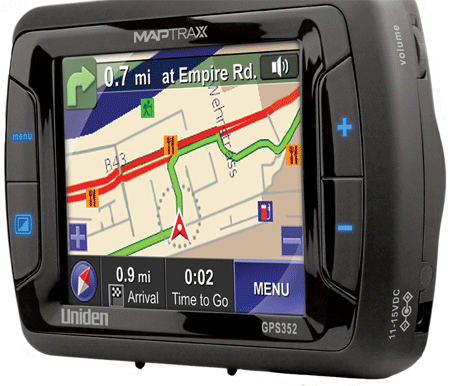 MAPTRAX
volume
0.7 mi at Empire Rd.
Wehrstrass
menu
B43
+
-
0.9 mi
Arrival
0:02
Time to Go
MENU
11-15VDC
Uniden
GPS352